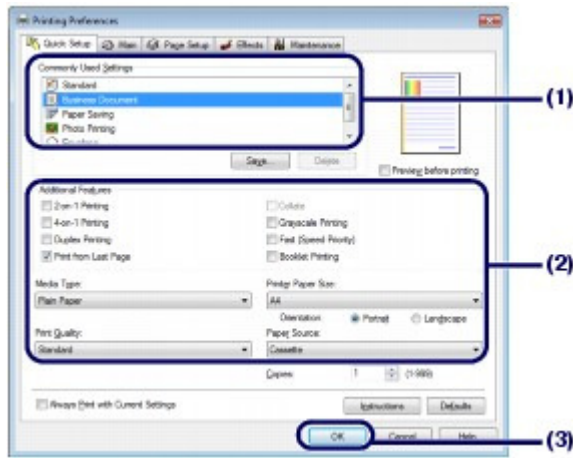 Printing Preferences
Quick Setup Main Page Setup Effects Maintenance
Commonly Used Settings
Standard
Business Document
Paper Saving
Photo Printing
(1)
Save... Delete
Preview before printing
Additional Features
2-on-1 Printing Collate
4-on-1 Printing Grayscale Printing
Duplex Printing Fast (Speed Priority)
Print from Last Page Booklet Printing
(2)
Media Type: Printer Paper Size:
Plain Paper A4
Orientation: Portrait Landscape
Print Quality: Paper Source:
Standard Cassette
Copies: 1 (1-999)
Always Print with Current Settings Instructions Defaults
OK Cancel Help
(3)